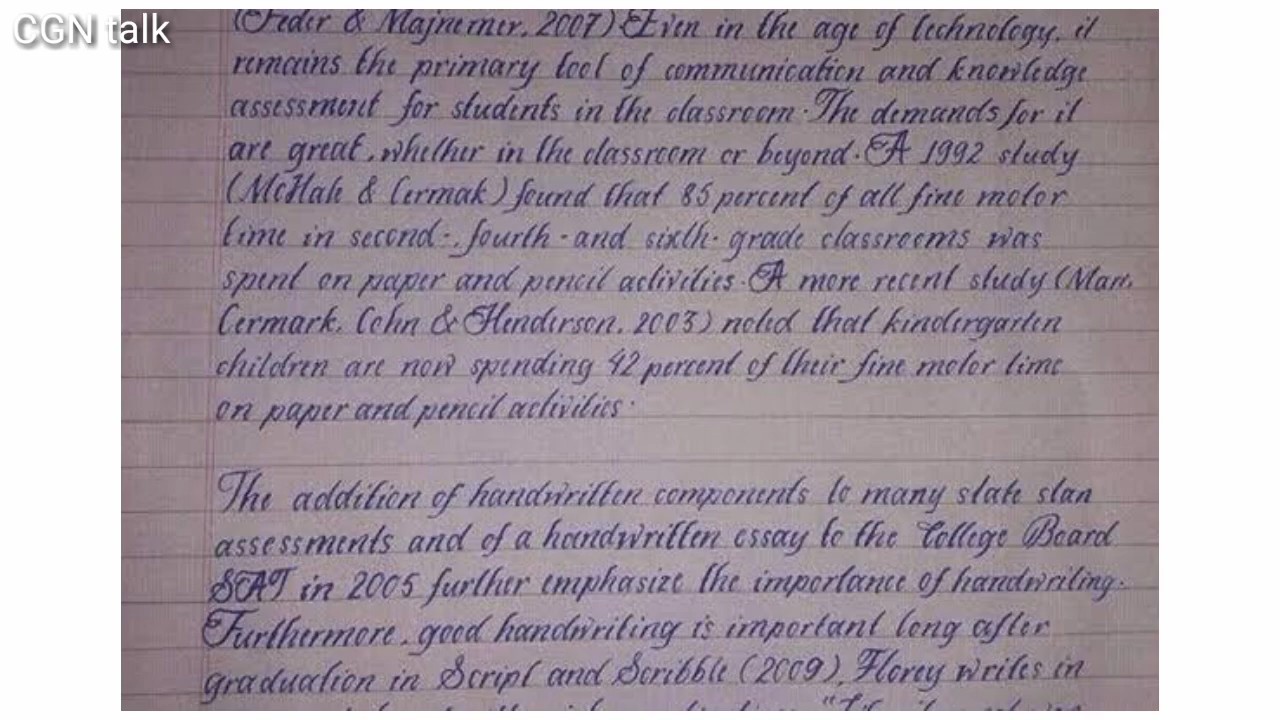 CGN talk
(Feder & Majnemer, 2007) Even in the age of technology, it
remains the primary tool of communication and knowledge
assessment for students in the classroom. The demands for it
are great, whether in the classroom or beyond. A 1992 study
(McHale & Cermak) found that 85 percent of all fine motor
time in second-, fourth-and sixth-grade classrooms was
spent on paper and pencil activities. A more recent study (Marr,
Cermark, Cohn & Henderson, 2003) noted that kindergarten
children are now spending 42 percent of their fine motor time
on paper and pencil activities.
The addition of handwritten components to many state stan
assessments and of a handwritten essay to the College Board
SAT in 2005 further emphasize the importance of handwriting.
Furthermore, good handwriting is important long after
graduation in Script and Scribble (2009), Florey writes in